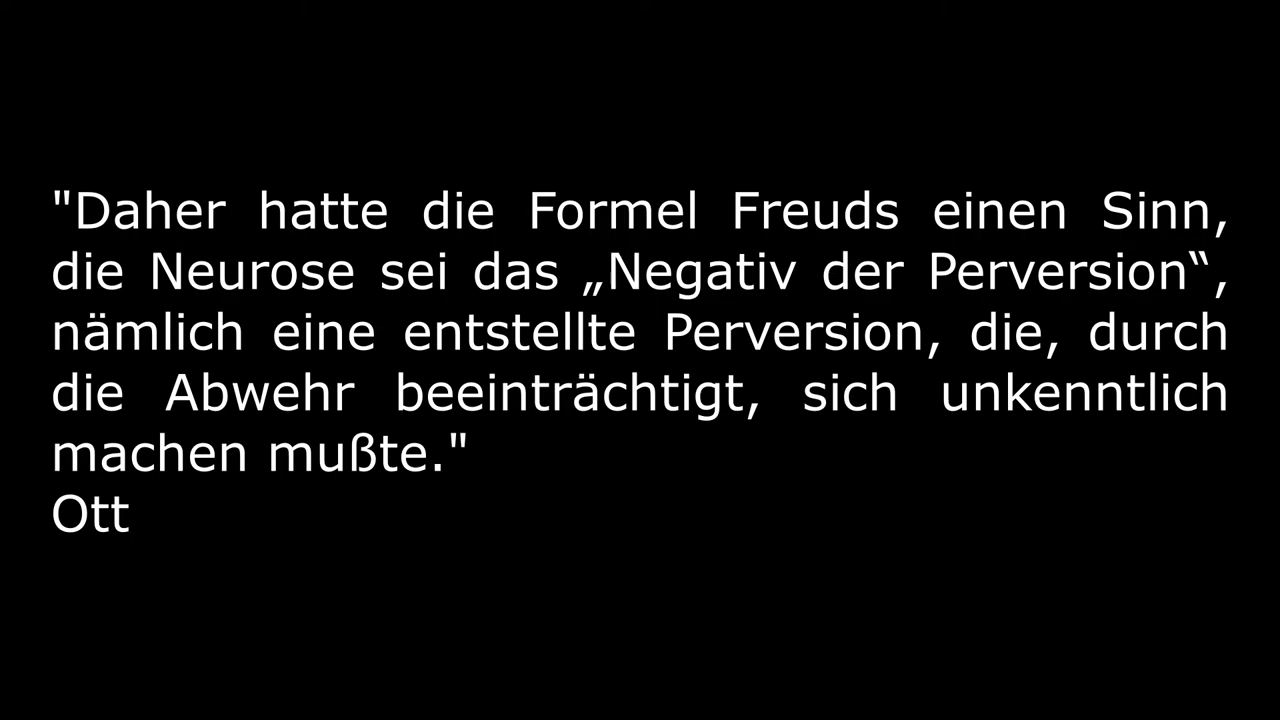 "Daher hatte die Formel Freuds einen Sinn,
die Neurose sei das „Negativ der Perversion“,
nämlich eine entstellte Perversion, die, durch
die Abwehr beeinträchtigt, sich unkenntlich
machen mußte."
Ott